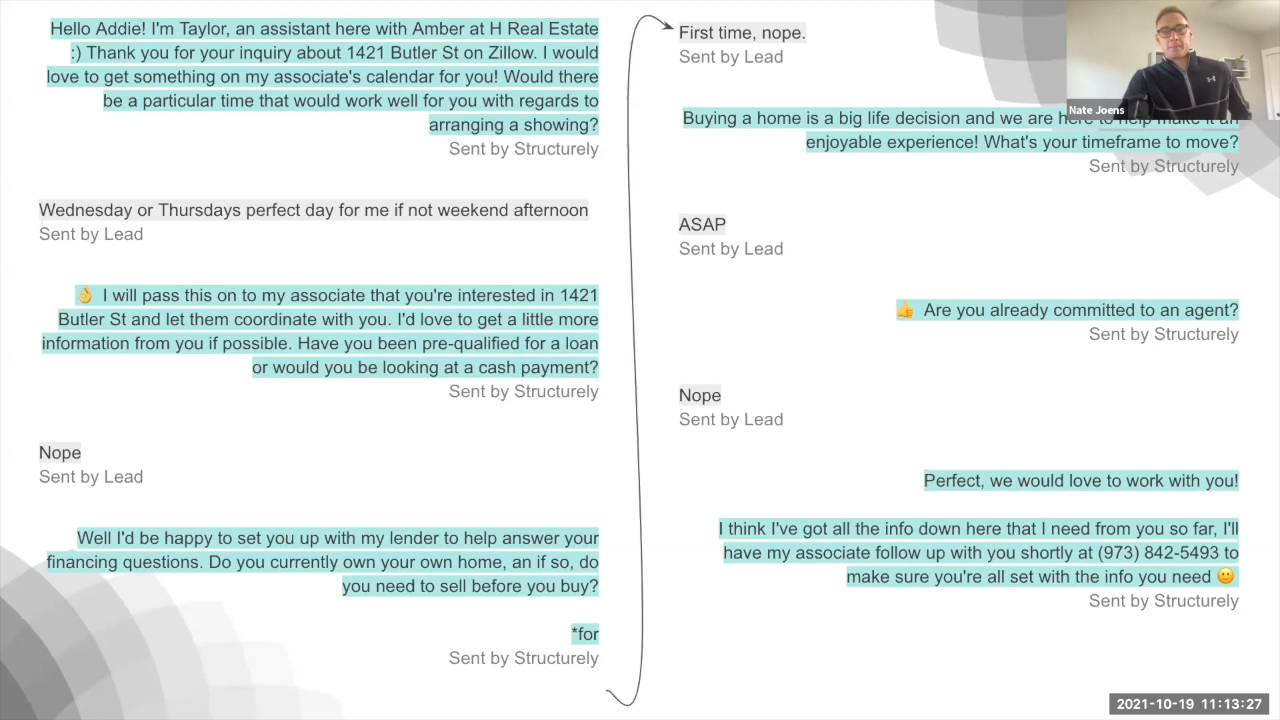 Hello Addie! I'm Taylor, an assistant here with Amber at H Real Estate
:) Thank you for your inquiry about 1421 Butler St on Zillow. I would
love to get something on my associate's calendar for you! Would there
be a particular time that would work well for you with regards to
arranging a showing?
Sent by Structurely
Wednesday or Thursdays perfect day for me if not weekend afternoon
Sent by Lead
👌 I will pass this on to my associate that you're interested in 1421
Butler St and let them coordinate with you. I'd love to get a little more
information from you if possible. Have you been pre-qualified for a loan
or would you be looking at a cash payment?
Sent by Structurely
Nope
Sent by Lead
Well I'd be happy to set you up with my lender to help answer your
financing questions. Do you currently own your own home, an if so, do
you need to sell before you buy?
*for
Sent by Structurely
First time, nope.
Sent by Lead
Buying a home is a big life decision and we are here to help make it an
enjoyable experience! What's your timeframe to move?
Sent by Structurely
ASAP
Sent by Lead
👍 Are you already committed to an agent?
Sent by Structurely
Nope
Sent by Lead
Perfect, we would love to work with you!
I think I've got all the info down here that I need from you so far, I'll
have my associate follow up with you shortly at (973) 842-5493 to
make sure you're all set with the info you need 🙂
Sent by Structurely
Nate Joens
2021-10-19 11:13:27